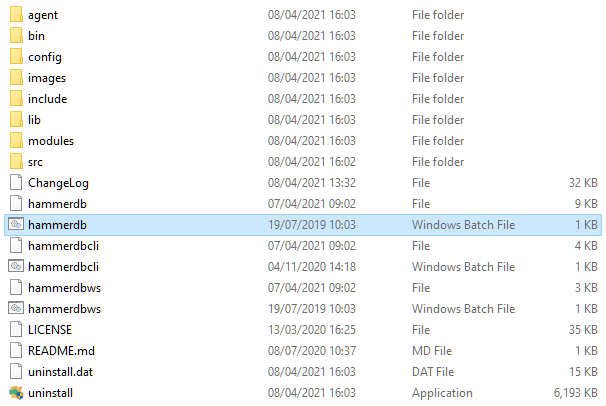 agent 08/04/2021 16:03 File folder
bin 08/04/2021 16:03 File folder
config 08/04/2021 16:03 File folder
images 08/04/2021 16:03 File folder
include 08/04/2021 16:03 File folder
lib 08/04/2021 16:03 File folder
modules 08/04/2021 16:03 File folder
src 08/04/2021 16:02 File folder
ChangeLog 08/04/2021 13:32 File 32 KB
hammerdb 07/04/2021 09:02 File 9 KB
hammerdb 19/07/2019 10:03 Windows Batch File 1 KB
hammerdbcli 07/04/2021 09:02 File 4 KB
hammerdbcli 04/11/2020 14:18 Windows Batch File 1 KB
hammerdbws 07/04/2021 09:02 File 3 KB
hammerdbws 19/07/2019 10:03 Windows Batch File 1 KB
LICENSE 13/03/2020 16:25 File 35 KB
README.md 08/07/2020 10:37 MD File 1 KB
uninstall.dat 08/04/2021 16:03 DAT File 15 KB
uninstall 08/04/2021 16:03 Application 6,193 KB